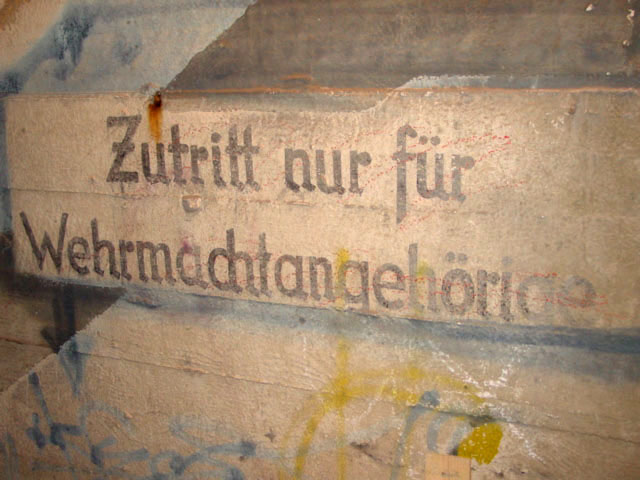 Zutritt nur für
Wehrmachtangehörige